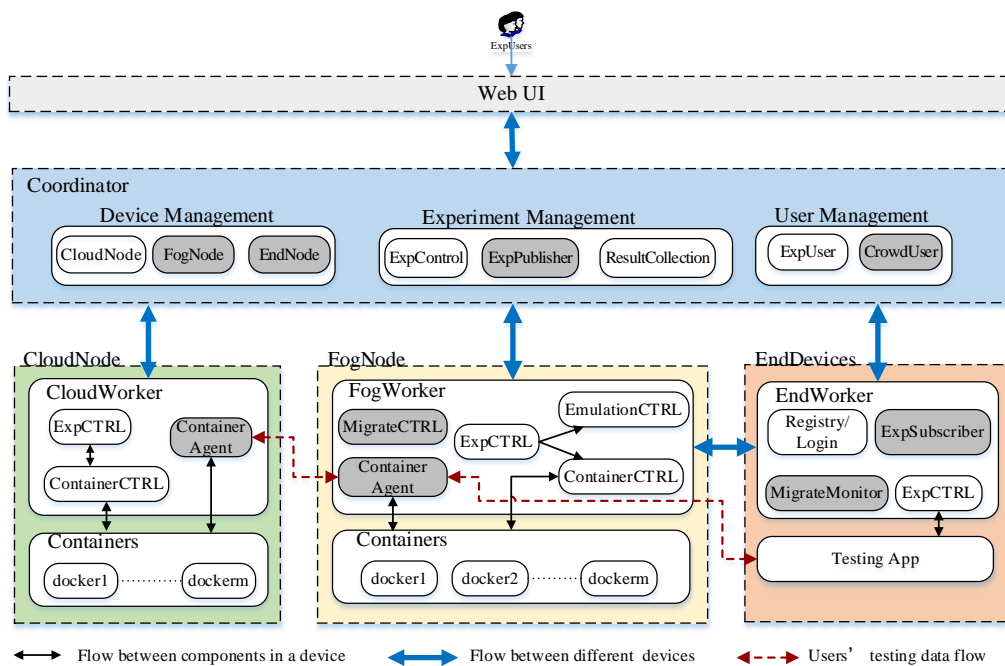 ExpUsers
Web UI
Coordinator
Device Management
Experiment Management
User Management
CloudNode
FogNode
EndNode
ExpControl
ExpPublisher
ResultCollection
ExpUser
CrowdUser
CloudNode
CloudWorker
ExpCTRL
Container
Agent
ContainerCTRL
Containers
docker1
dockerm
FogNode
FogWorker
EmulationCTRL
MigrateCTRL
ExpCTRL
Container
Agent
ContainerCTRL
Containers
docker1
docker2
dockerm
EndDevices
EndWorker
Registry/
Login
ExpSubscriber
MigrateMonitor
ExpCTRL
Testing App
Flow between components in a device
Flow between different devices
Users’ testing data flow